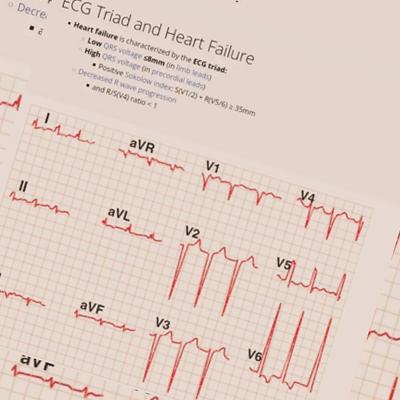 ECG Triad and Heart Failure
Decre
Heart failure is characterized by the ECG triad:
Low QRS voltage ≤8mm (in limb leads)
High QRS voltage (in precordial leads)
Positive Sokolow index: S(V1/2) + R(V5/6) ≥ 35mm
Decreased R wave progression
and R/S(V4) ratio < 1
I
aVR
V1
V4
II
aVL
V2
V5
aVF
V3
V6
aVF